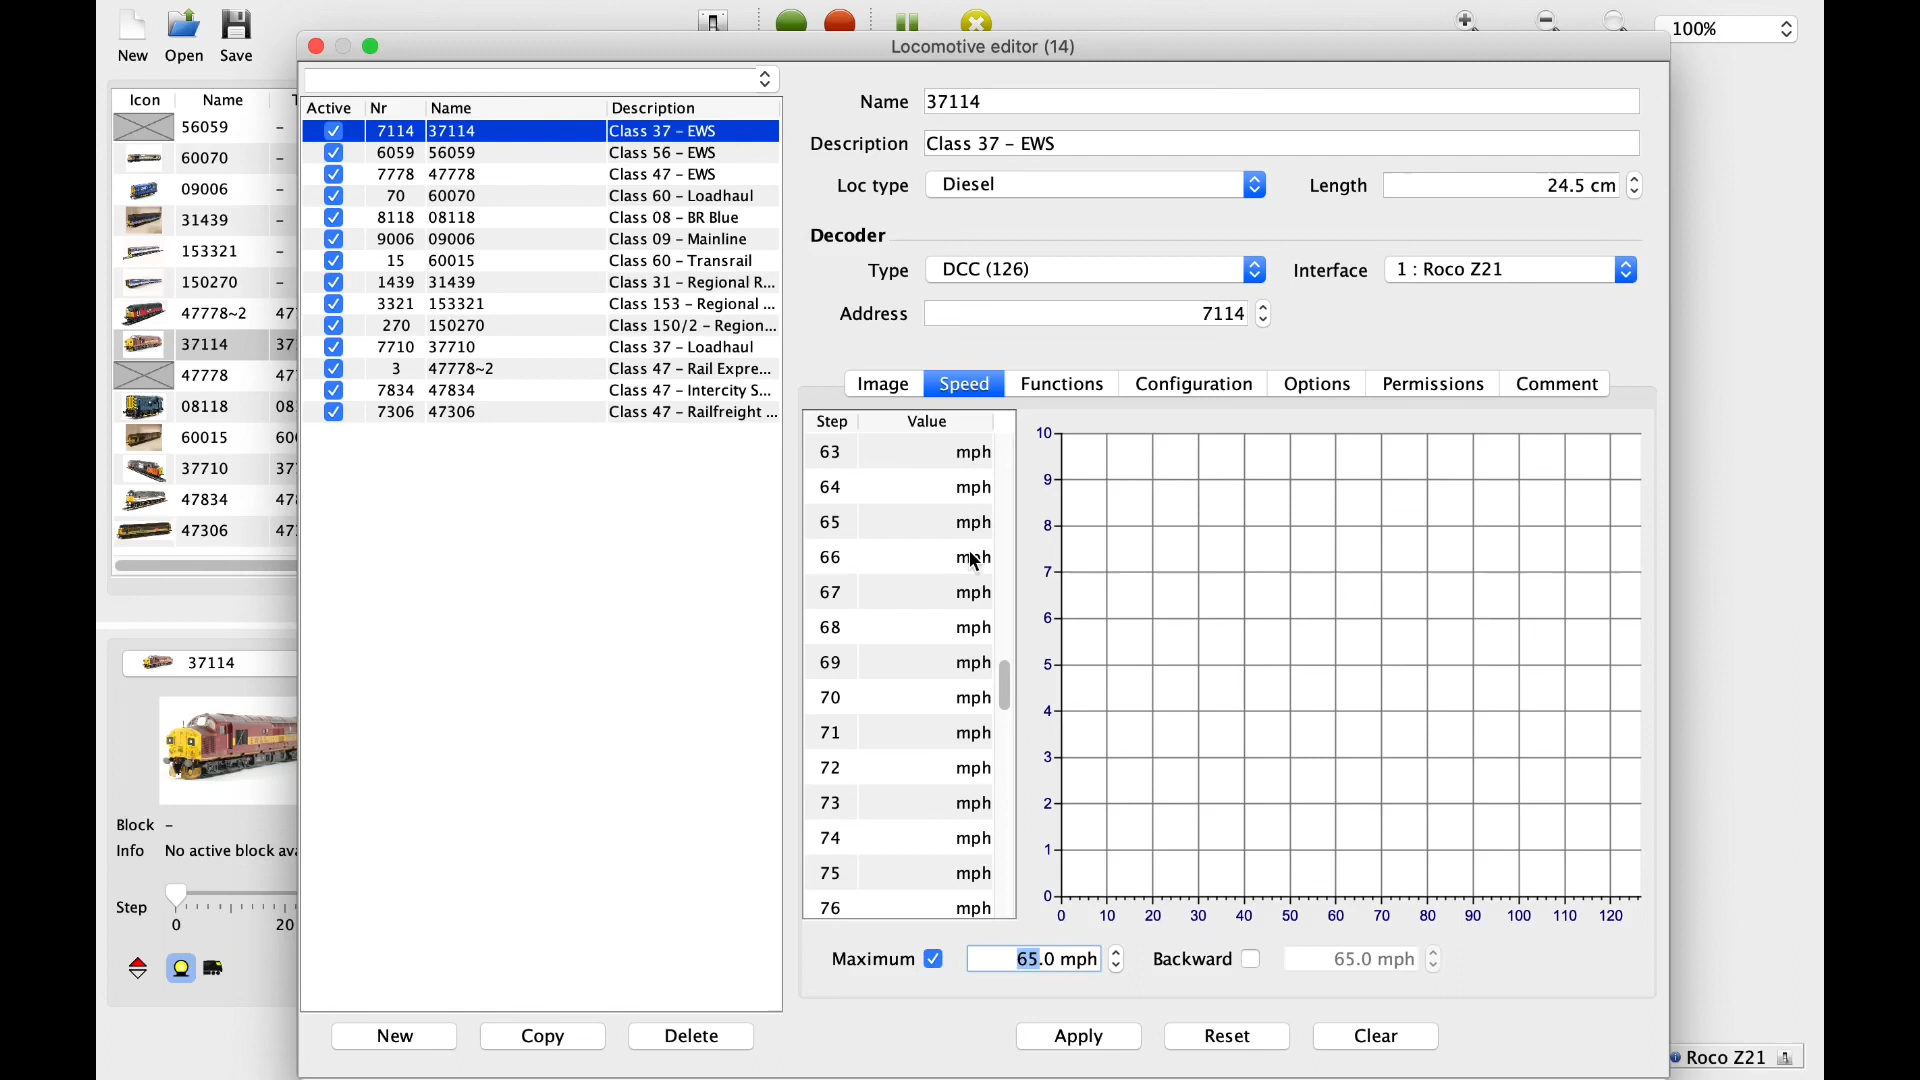 New Open Save
100%
Locomotive editor (14)
Icon Name
56059 -
60070 -
09006 -
31439 -
153321 -
150270 -
47778~2 47
37114 37
47778 47
08118 08
60015 60
37710 37
47834 47
47306 47
37114
Block -
Info No active block ava
Step
0 20
Active Nr Name Description
7114 37114 Class 37 - EWS
6059 56059 Class 56 - EWS
7778 47778 Class 47 - EWS
70 60070 Class 60 - Loadhaul
8118 08118 Class 08 - BR Blue
9006 09006 Class 09 - Mainline
15 60015 Class 60 - Transrail
1439 31439 Class 31 - Regional R...
3321 153321 Class 153 - Regional ...
270 150270 Class 150/2 - Region...
7710 37710 Class 37 - Loadhaul
3 47778~2 Class 47 - Rail Expre...
7834 47834 Class 47 - Intercity S...
7306 47306 Class 47 - Railfreight ...
New Copy Delete
Name 37114
Description Class 37 - EWS
Loc type Diesel Length 24.5 cm
Decoder
Type DCC (126) Interface 1 : Roco Z21
Address 7114
Image Speed Functions Configuration Options Permissions Comment
Step Value
63 mph
64 mph
65 mph
66 mph
67 mph
68 mph
69 mph
70 mph
71 mph
72 mph
73 mph
74 mph
75 mph
76 mph
10
9
8
7
6
5
4
3
2
1
0
0 10 20 30 40 50 60 70 80 90 100 110 120
Maximum 65.0 mph Backward 65.0 mph
Apply Reset Clear
Roco Z21